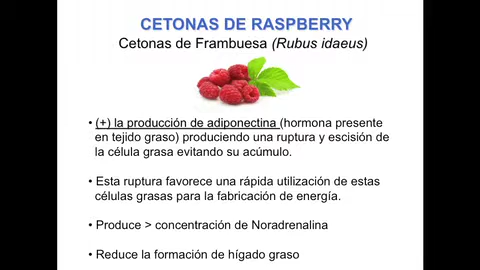 CETONAS DE RASPBERRY
Cetonas de Frambuesa (Rubus idaeus)
• (+) la producción de adiponectina (hormona presente
en tejido graso) produciendo una ruptura y escisión de
la célula grasa evitando su acúmulo.
• Esta ruptura favorece una rápida utilización de estas
células grasas para la fabricación de energía.
• Produce > concentración de Noradrenalina
• Reduce la formación de hígado graso